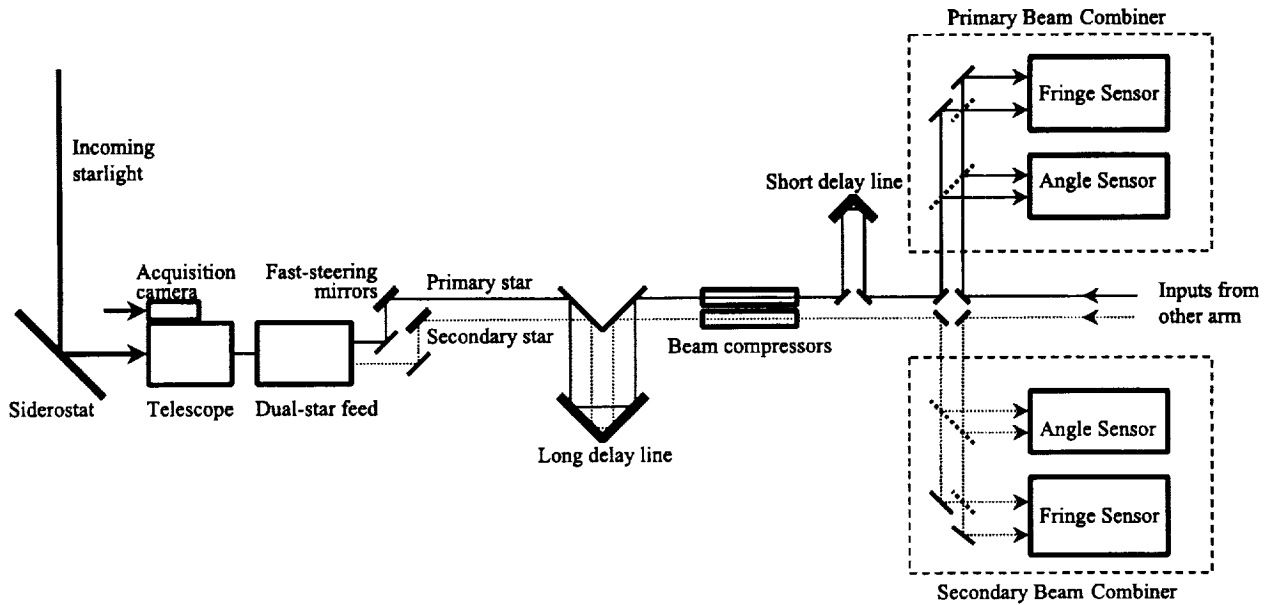 Primary Beam Combiner
Fringe Sensor
Incoming
starlight
Short delay line
Angle Sensor
Acquisition
camera
Fast-steering
mirrors
Primary star
Inputs from
other arm
Secondary star
Beam compressors
Siderostat
Telescope
Dual-star feed
Long delay line
Angle Sensor
Fringe Sensor
Secondary Beam Combiner